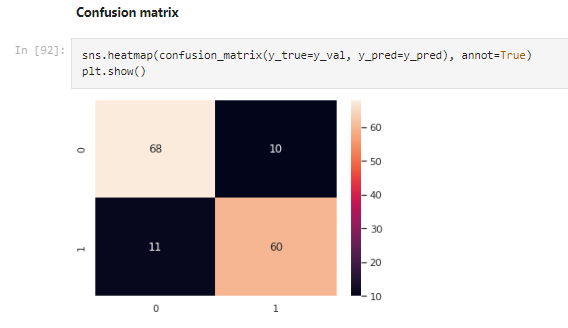 Confusion matrix
In [92]:
sns.heatmap(confusion_matrix(y_true=y_val, y_pred=y_pred), annot=True)
plt.show()
0 68 10
1 11 60
0 1
60
50
40
30
20
10